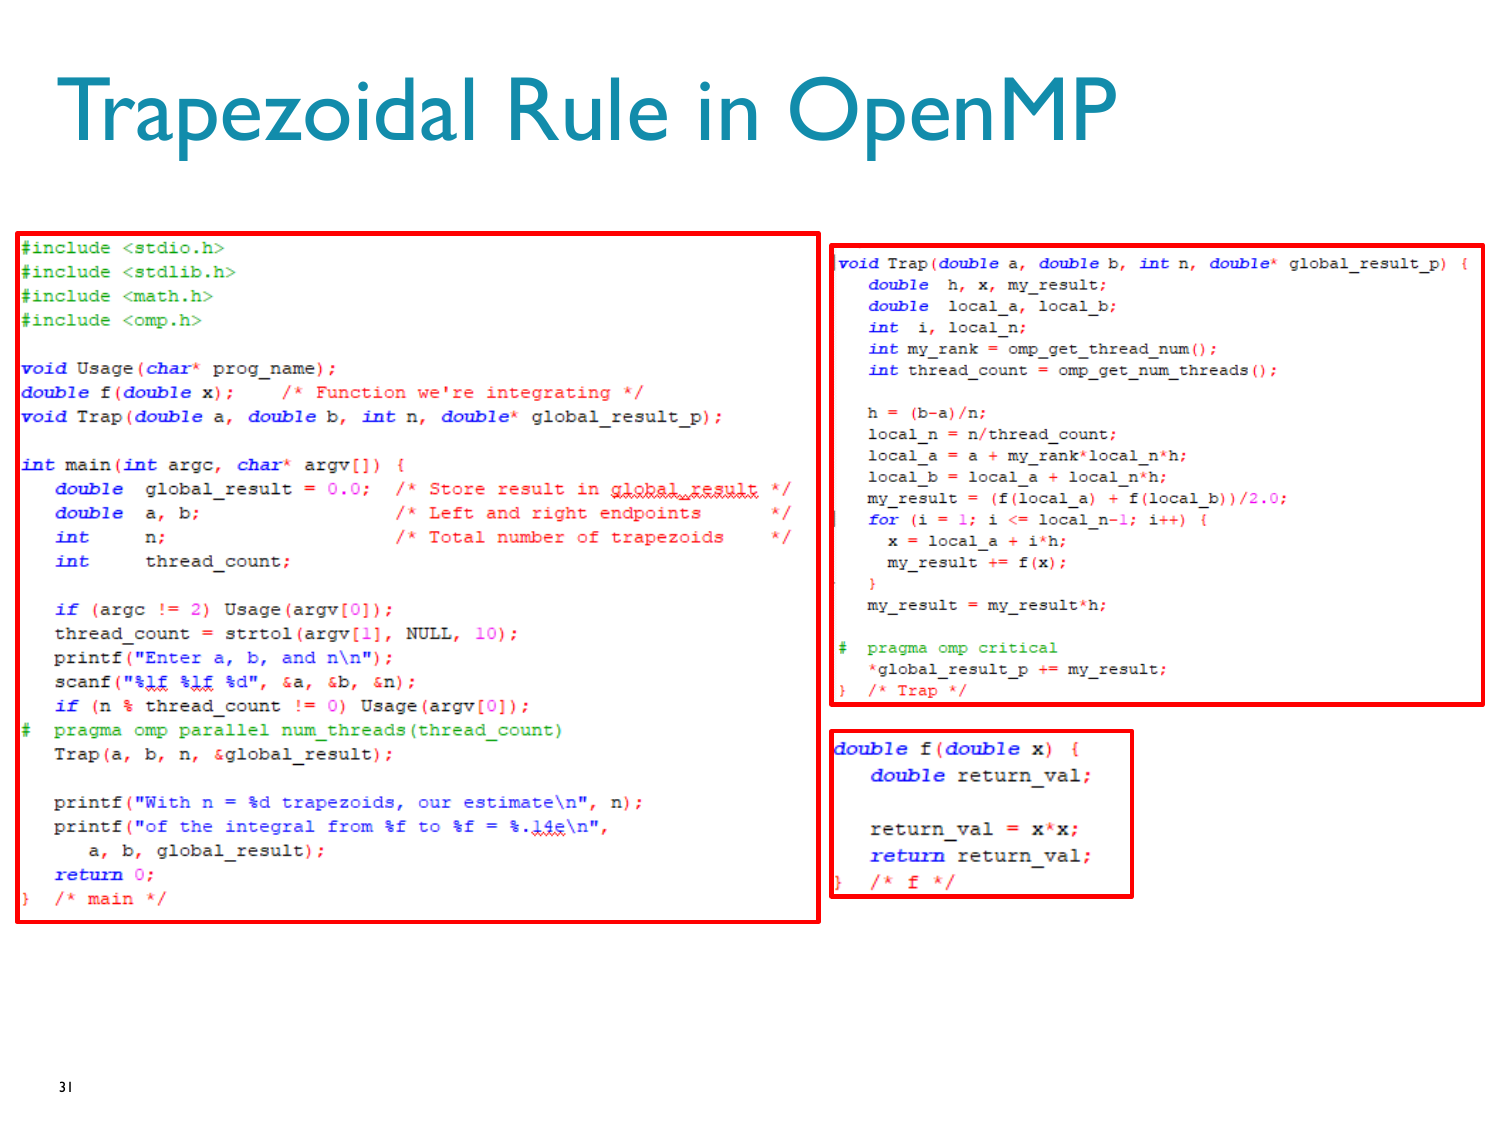 Trapezoidal Rule in OpenMP
#include <stdio.h>
#include <stdlib.h>
#include <math.h>
#include <omp.h>
void Usage(char* prog_name);
double f(double x);    /* Function we're integrating */
void Trap(double a, double b, int n, double* global_result_p);
int main(int argc, char* argv[]) {
   double  global_result = 0.0;  /* Store result in global_result */
   double  a, b;                 /* Left and right endpoints      */
   int     n;                    /* Total number of trapezoids    */
   int     thread_count;
   if (argc != 2) Usage(argv[0]);
   thread_count = strtol(argv[1], NULL, 10);
   printf("Enter a, b, and n\n");
   scanf("%lf %lf %d", &a, &b, &n);
   if (n % thread_count != 0) Usage(argv[0]);
#  pragma omp parallel num_threads(thread_count)
   Trap(a, b, n, &global_result);
   printf("With n = %d trapezoids, our estimate\n", n);
   printf("of the integral from %f to %f = %.14e\n",
      a, b, global_result);
   return 0;
}  /* main */
void Trap(double a, double b, int n, double* global_result_p) {
   double  h, x, my_result;
   double  local_a, local_b;
   int  i, local_n;
   int my_rank = omp_get_thread_num();
   int thread_count = omp_get_num_threads();
   h = (b-a)/n;
   local_n = n/thread_count;
   local_a = a + my_rank*local_n*h;
   local_b = local_a + local_n*h;
   my_result = (f(local_a) + f(local_b))/2.0;
   for (i = 1; i <= local_n-1; i++) {
     x = local_a + i*h;
     my_result += f(x);
   }
   my_result = my_result*h;
#  pragma omp critical
   *global_result_p += my_result;
}  /* Trap */
double f(double x) {
   double return_val;
   return_val = x*x;
   return return_val;
}  /* f */
31